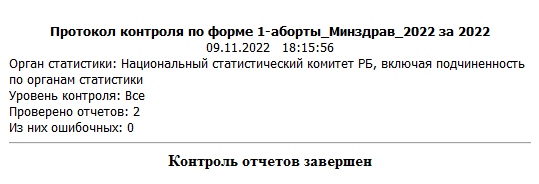 Протокол контроля по форме 1-аборты_Минздрав_2022 за 2022
09.11.2022 18:15:56
Орган статистики: Национальный статистический комитет РБ, включая подчиненность
по органам статистики
Уровень контроля: Все
Проверено отчетов: 2
Из них ошибочных: 0
Контроль отчетов завершен